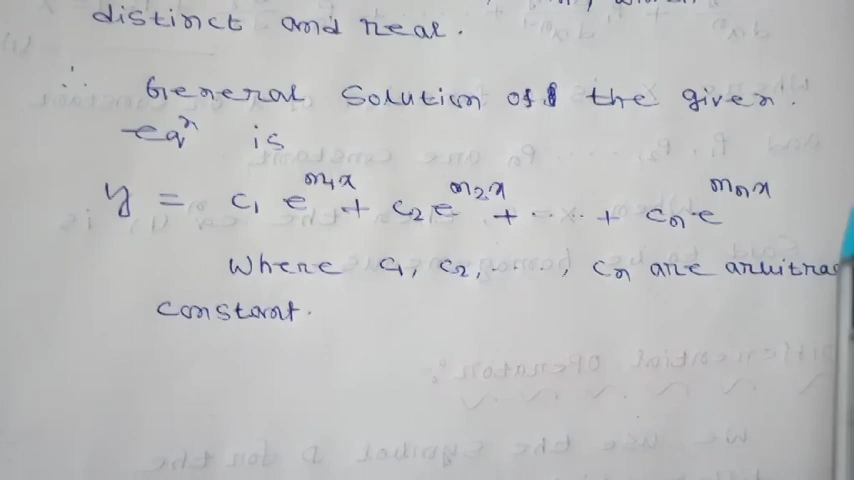 distinct and real.
∴ General Solution of the given.
eqⁿ is
y = c₁ e^{m₁x} + c₂ e^{m₂x} + ... + cₙ e^{mₙx}
Where c₁, c₂, ...., cₙ are
constant.